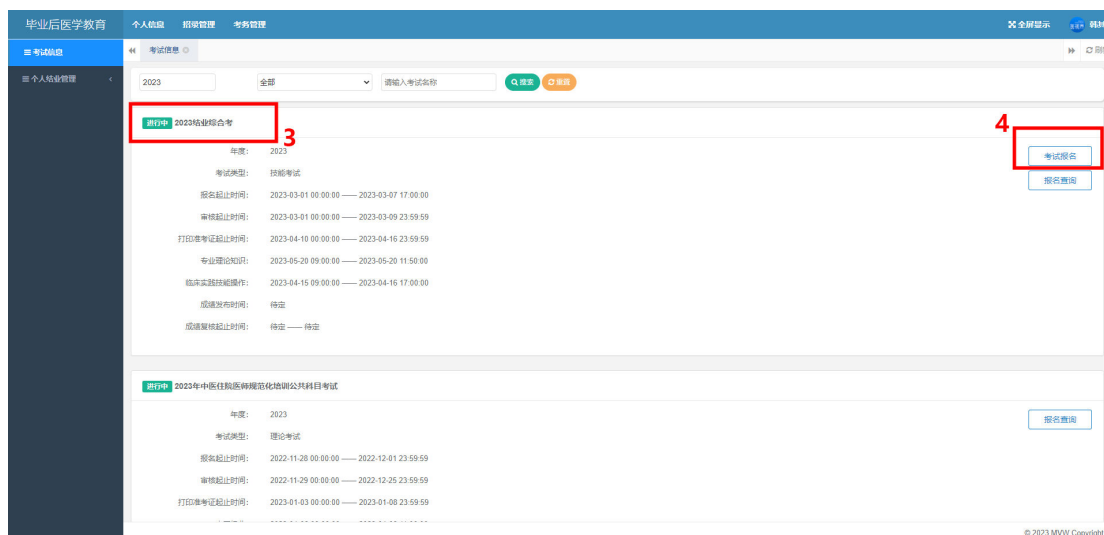 毕业后医学教育 个人信息 招录管理 考务管理 全屏显示
考试信息 考试信息
个人结业管理
2023 全部 请输入考试名称 搜索 重置
进行中 2023结业综合考
3
4
年度: 2023
考试报名
考试类型: 技能考试
报名查询
报名起止时间: 2023-03-01 00:00:00 —— 2023-03-07 17:00:00
审核起止时间: 2023-03-01 00:00:00 —— 2023-03-09 23:59:59
打印准考证起止时间: 2023-04-10 00:00:00 —— 2023-04-16 23:59:59
专业理论知识: 2023-05-20 09:00:00 —— 2023-05-20 11:50:00
临床实践技能操作: 2023-04-15 09:00:00 —— 2023-04-16 17:00:00
成绩发布时间: 待定
成绩复核起止时间: 待定 —— 待定
进行中 2023年中医住院医师规范化培训公共科目考试
年度: 2023
报名查询
考试类型: 理论考试
报名起止时间: 2022-11-28 00:00:00 —— 2022-12-01 23:59:59
审核起止时间: 2022-11-29 00:00:00 —— 2022-12-25 23:59:59
打印准考证起止时间: 2023-01-03 00:00:00 —— 2023-01-08 23:59:59
© 2023 MVW Copyright